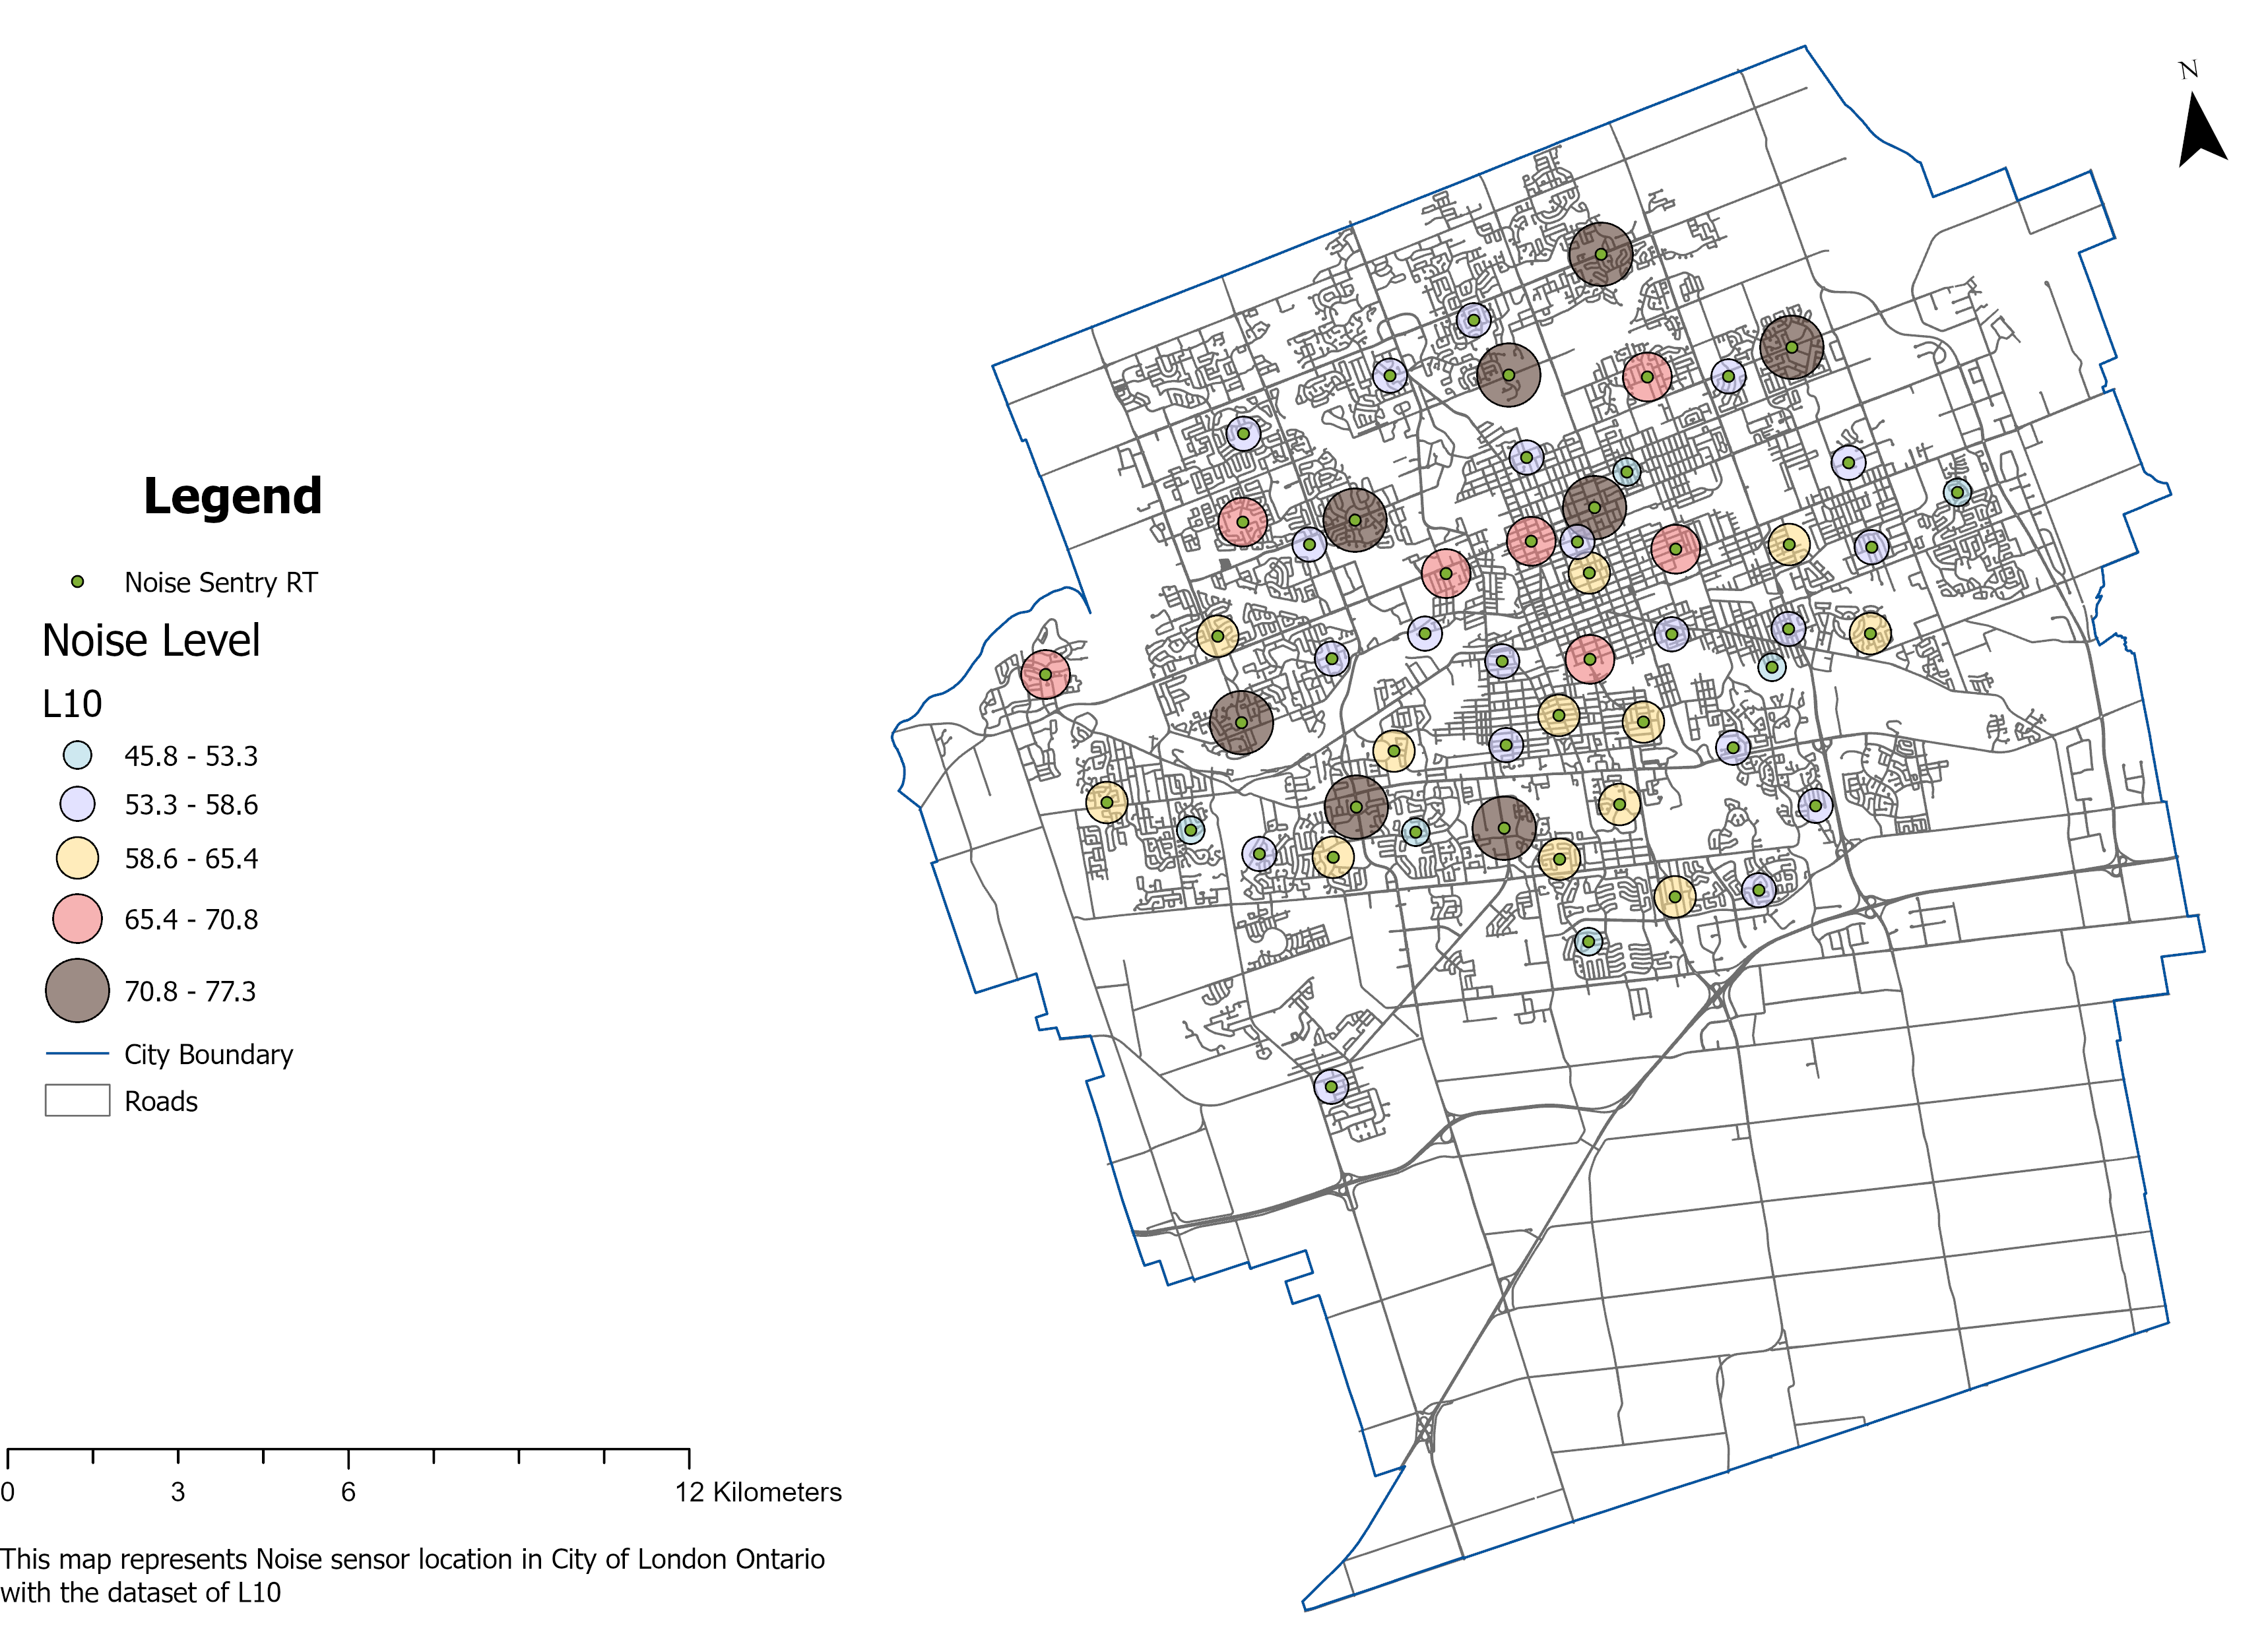 N
Legend
Noise Sentry RT
Noise Level
L10
45.8 - 53.3
53.3 - 58.6
58.6 - 65.4
65.4 - 70.8
70.8 - 77.3
City Boundary
Roads
0 3 6 12 Kilometers
This map represents Noise sensor location in City of London Ontario
with the dataset of L10